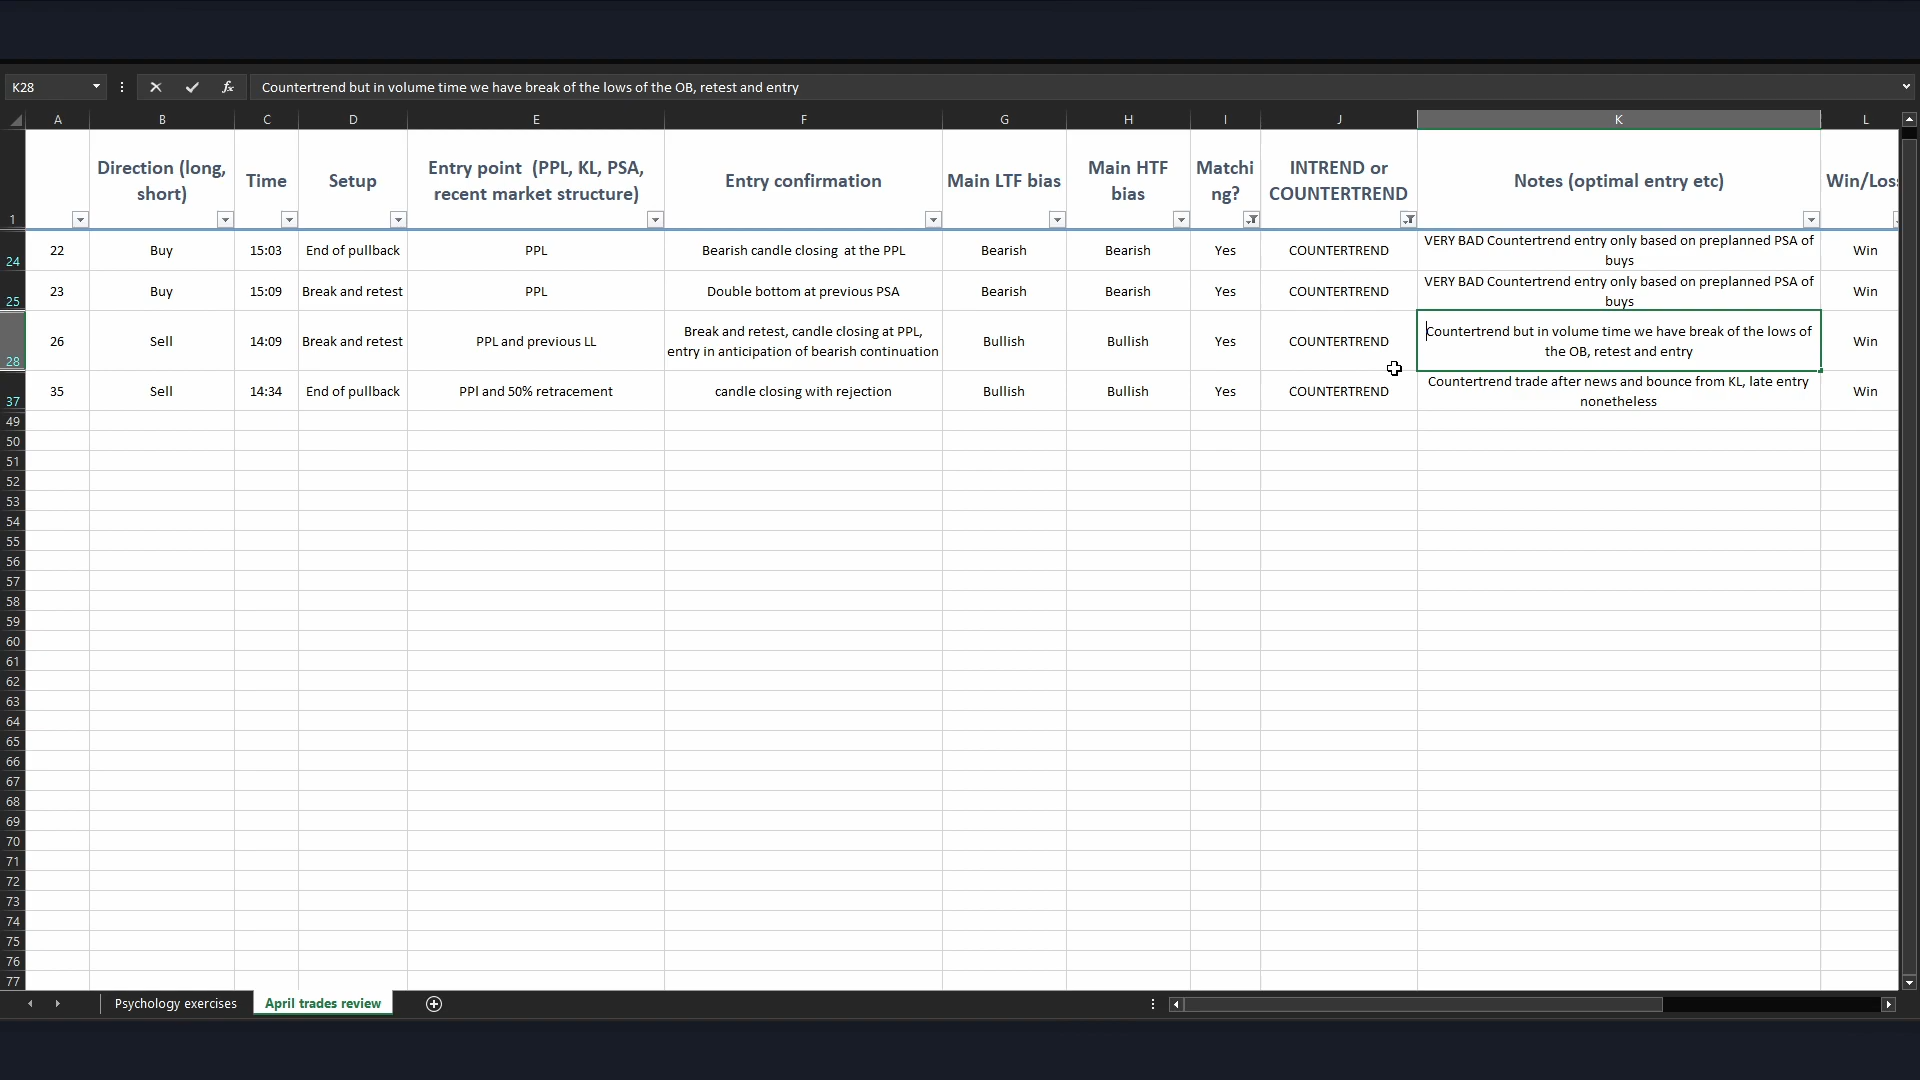 K28
Countertrend but in volume time we have break of the lows of the OB, retest and entry
A B C D E F G H I J K L
1
Direction (long, short)
Time
Setup
Entry point (PPL, KL, PSA, recent market structure)
Entry confirmation
Main LTF bias
Main HTF bias
Matchi ng?
INTREND or COUNTERTREND
Notes (optimal entry etc)
Win/Los
24 22 Buy 15:03 End of pullback PPL Bearish candle closing at the PPL Bearish Bearish Yes COUNTERTREND VERY BAD Countertrend entry only based on preplanned PSA of buys Win
25 23 Buy 15:09 Break and retest PPL Double bottom at previous PSA Bearish Bearish Yes COUNTERTREND VERY BAD Countertrend entry only based on preplanned PSA of buys Win
28 26 Sell 14:09 Break and retest PPL and previous LL Break and retest, candle closing at PPL, entry in anticipation of bearish continuation Bullish Bullish Yes COUNTERTREND Countertrend but in volume time we have break of the lows of the OB, retest and entry Win
37 35 Sell 14:34 End of pullback PPl and 50% retracement candle closing with rejection Bullish Bullish Yes COUNTERTREND Countertrend trade after news and bounce from KL, late entry nonetheless Win
49
50
51
52
53
54
55
56
57
58
59
60
61
62
63
64
65
66
67
68
69
70
71
72
73
74
75
76
77
Psychology exercises April trades review